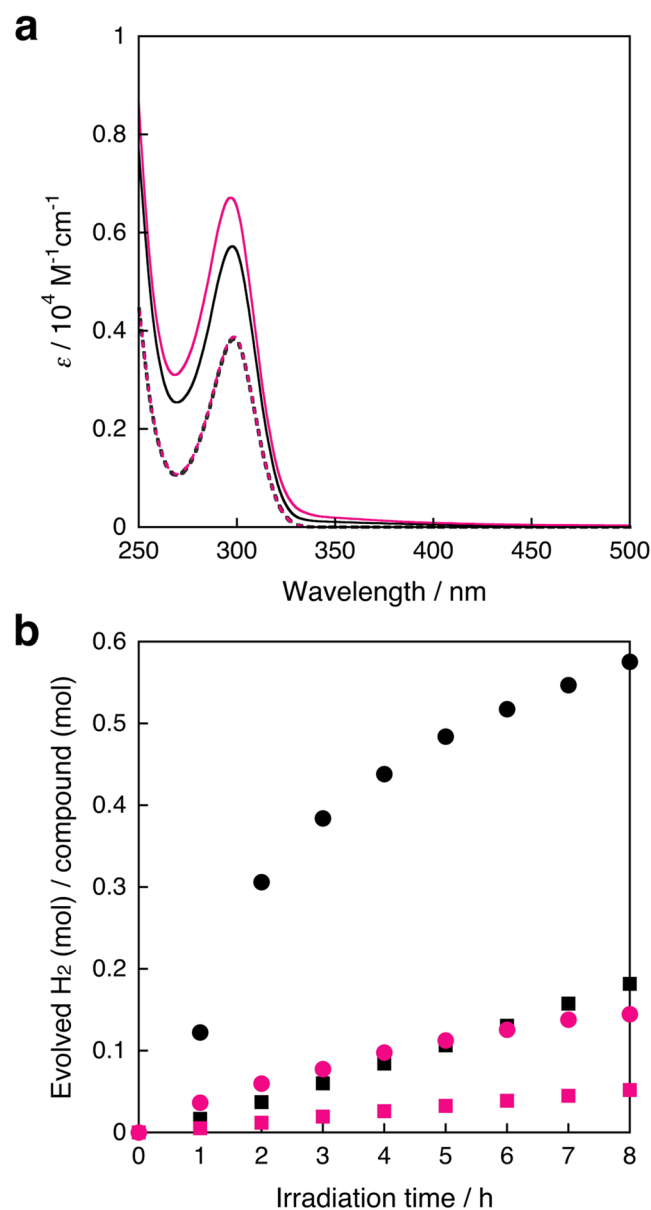 a
1
0.8
0.6
0.4
0.2
0
ε / 10⁴ M⁻¹cm⁻¹
250 300 350 400 450 500
Wavelength / nm
b
0.6
0.5
0.4
0.3
0.2
0.1
0
Evolved H₂ (mol) / compound (mol)
0 1 2 3 4 5 6 7 8
Irradiation time / h